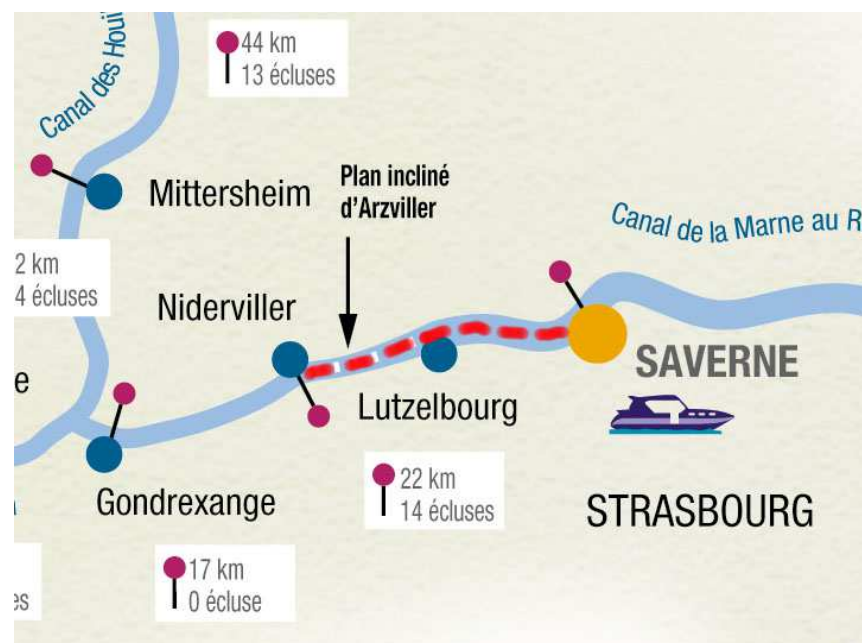 44 km
13 écluses
Canal des Houi
Mittersheim
Plan incliné
d'Arzviller
Canal de la Marne au R
2 km
4 écluses
Niderviller
SAVERNE
e
Lutzelbourg
22 km
14 écluses
Gondrexange
STRASBOURG
17 km
0 écluse
es